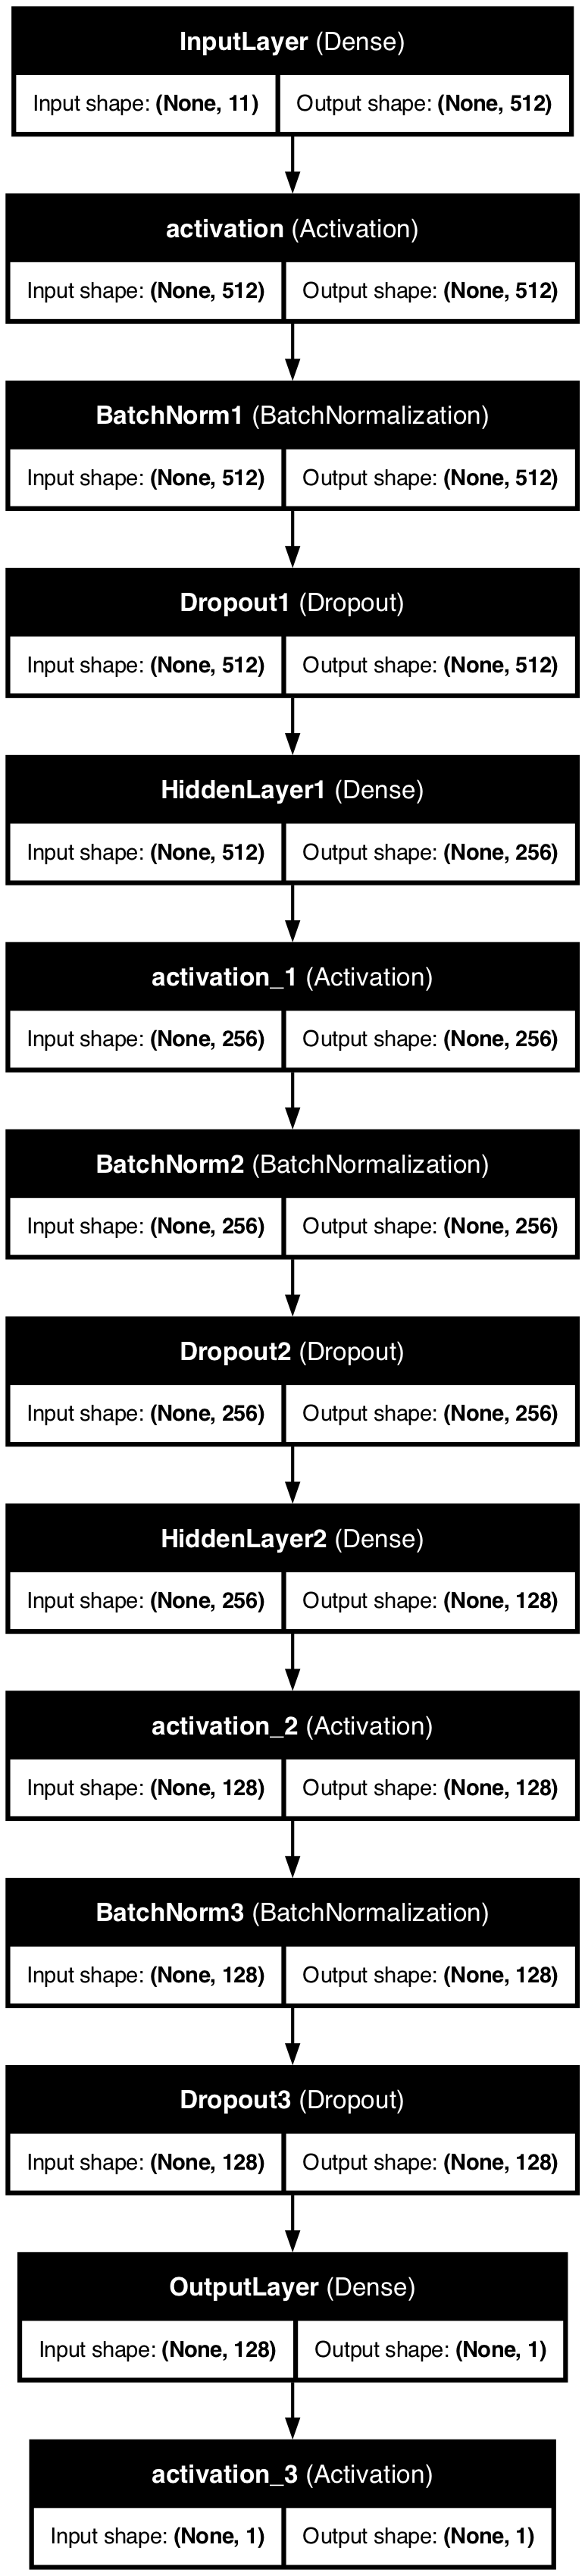 InputLayer (Dense)
Input shape: (None, 11) Output shape: (None, 512)
activation (Activation)
Input shape: (None, 512) Output shape: (None, 512)
BatchNorm1 (BatchNormalization)
Input shape: (None, 512) Output shape: (None, 512)
Dropout1 (Dropout)
Input shape: (None, 512) Output shape: (None, 512)
HiddenLayer1 (Dense)
Input shape: (None, 512) Output shape: (None, 256)
activation_1 (Activation)
Input shape: (None, 256) Output shape: (None, 256)
BatchNorm2 (BatchNormalization)
Input shape: (None, 256) Output shape: (None, 256)
Dropout2 (Dropout)
Input shape: (None, 256) Output shape: (None, 256)
HiddenLayer2 (Dense)
Input shape: (None, 256) Output shape: (None, 128)
activation_2 (Activation)
Input shape: (None, 128) Output shape: (None, 128)
BatchNorm3 (BatchNormalization)
Input shape: (None, 128) Output shape: (None, 128)
Dropout3 (Dropout)
Input shape: (None, 128) Output shape: (None, 128)
OutputLayer (Dense)
Input shape: (None, 128) Output shape: (None, 1)
activation_3 (Activation)
Input shape: (None, 1) Output shape: (None, 1)